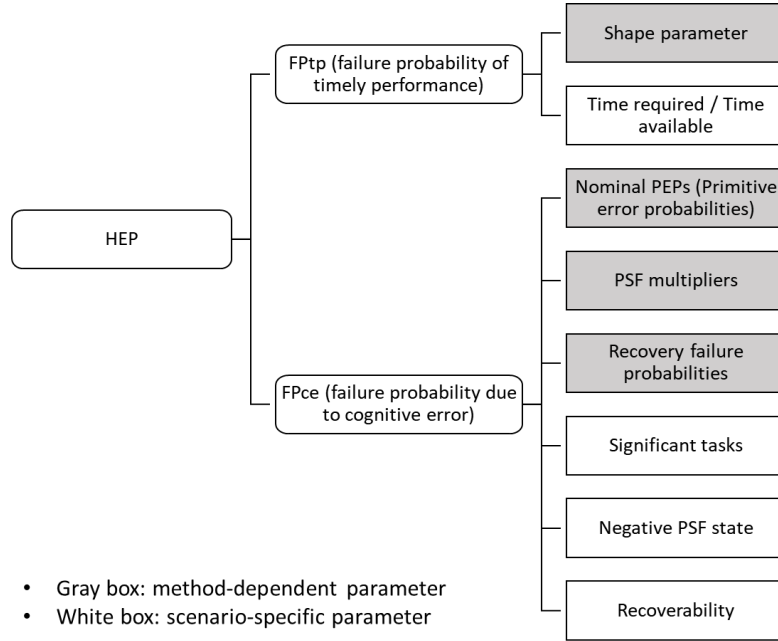 HEP
FPtp (failure probability of
timely performance)
Shape parameter
Time required / Time
available
FPce (failure probability due
to cognitive error)
Nominal PEPs (Primitive
error probabilities)
PSF multipliers
Recovery failure
probabilities
Significant tasks
Negative PSF state
Recoverability
• Gray box: method-dependent parameter
• White box: scenario-specific parameter